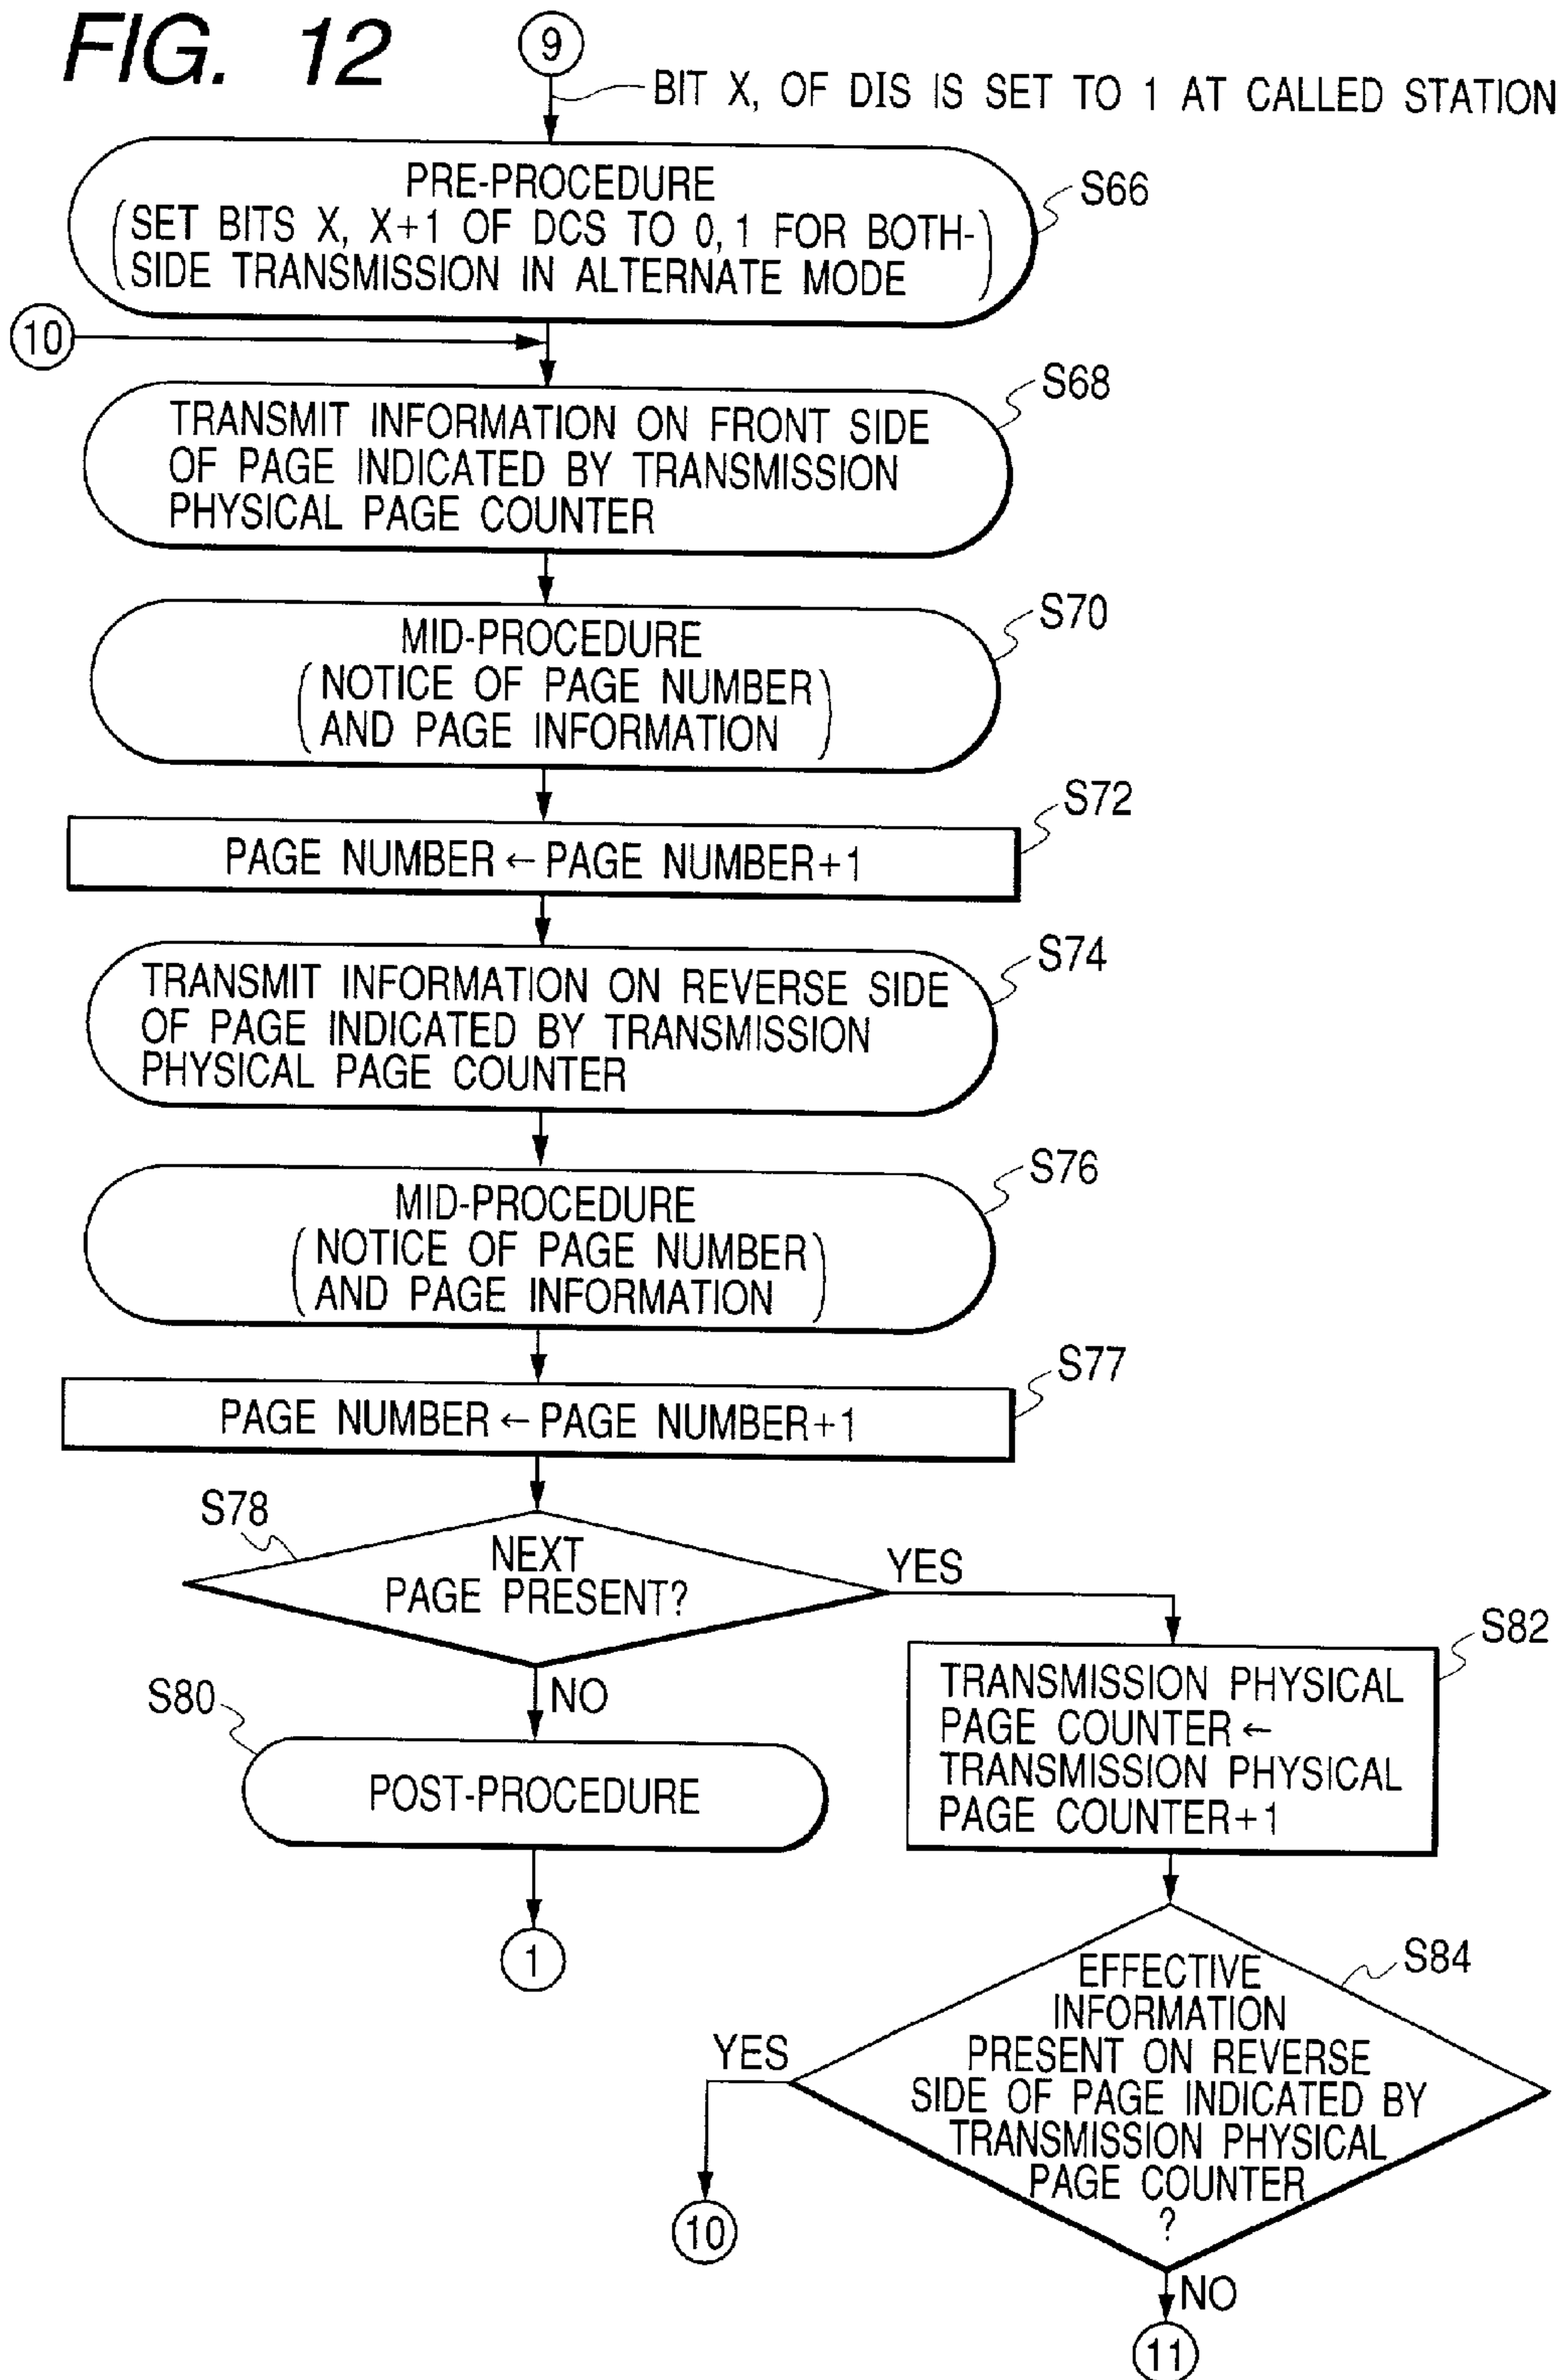 FIG. 12
9
BIT X, OF DIS IS SET TO 1 AT CALLED STATION
PRE-PROCEDURE
(SET BITS X, X+1 OF DCS TO 0,1 FOR BOTH-
SIDE TRANSMISSION IN ALTERNATE MODE)
S66
10
TRANSMIT INFORMATION ON FRONT SIDE
OF PAGE INDICATED BY TRANSMISSION
PHYSICAL PAGE COUNTER
S68
MID-PROCEDURE
(NOTICE OF PAGE NUMBER
AND PAGE INFORMATION)
S70
PAGE NUMBER ← PAGE NUMBER+1
S72
TRANSMIT INFORMATION ON REVERSE SIDE
OF PAGE INDICATED BY TRANSMISSION
PHYSICAL PAGE COUNTER
S74
MID-PROCEDURE
(NOTICE OF PAGE NUMBER
AND PAGE INFORMATION)
S76
PAGE NUMBER ← PAGE NUMBER+1
S77
S78
NEXT
PAGE PRESENT?
YES
NO
S80
POST-PROCEDURE
1
S82
TRANSMISSION PHYSICAL
PAGE COUNTER ←
TRANSMISSION PHYSICAL
PAGE COUNTER+1
S84
EFFECTIVE
INFORMATION
PRESENT ON REVERSE
SIDE OF PAGE INDICATED BY
TRANSMISSION PHYSICAL
PAGE COUNTER
?
YES
10
NO
11